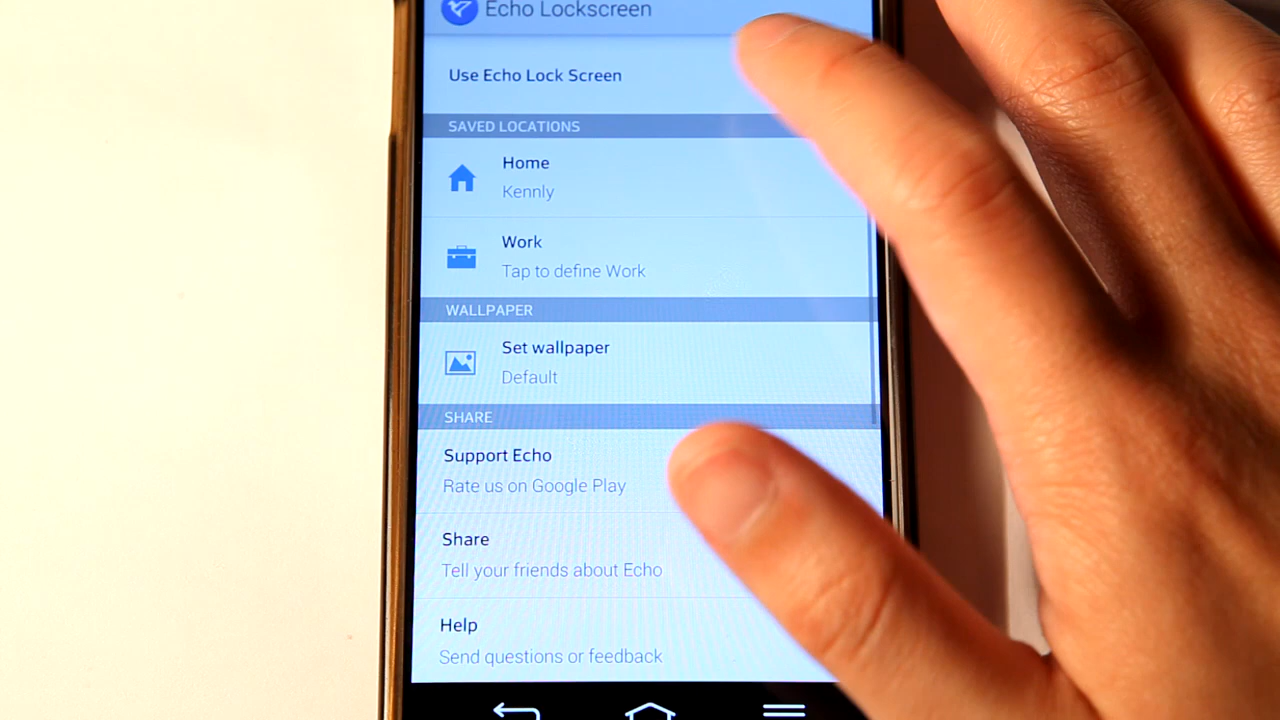 Echo Lockscreen
Use Echo Lock Screen
SAVED LOCATIONS
Home
Kennly
Work
Tap to define Work
WALLPAPER
Set wallpaper
Default
SHARE
Support Echo
Rate us on Google Play
Share
Tell your friends about Echo
Help
Send questions or feedback